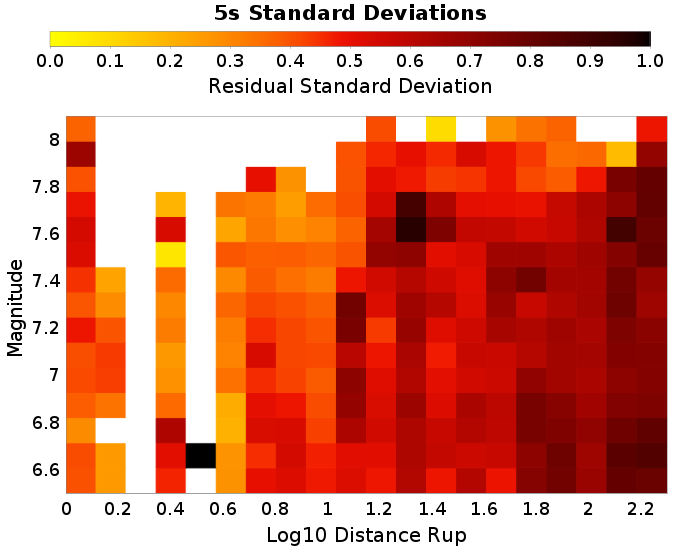 5s Standard Deviations
0.0 0.1 0.2 0.3 0.4 0.5 0.6 0.7 0.8 0.9 1.0
Residual Standard Deviation
8
7.8
7.6
7.4
7.2
7
6.8
6.6
Magnitude
0 0.2 0.4 0.6 0.8 1 1.2 1.4 1.6 1.8 2 2.2
Log10 Distance Rup